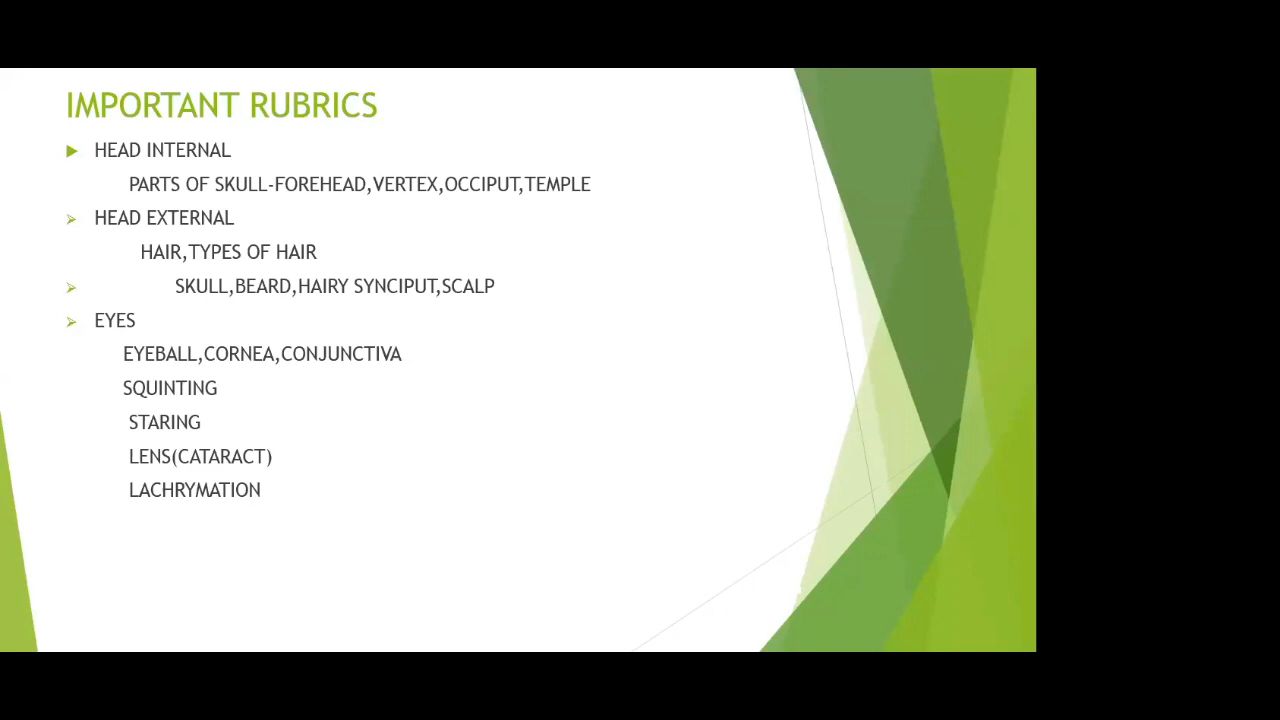 IMPORTANT RUBRICS
HEAD INTERNAL
PARTS OF SKULL-FOREHEAD,VERTEX,OCCIPUT,TEMPLE
HEAD EXTERNAL
HAIR,TYPES OF HAIR
SKULL,BEARD,HAIRY SYNCIPUT,SCALP
EYES
EYEBALL,CORNEA,CONJUNCTIVA
SQUINTING
STARING
LENS(CATARACT)
LACHRYMATION